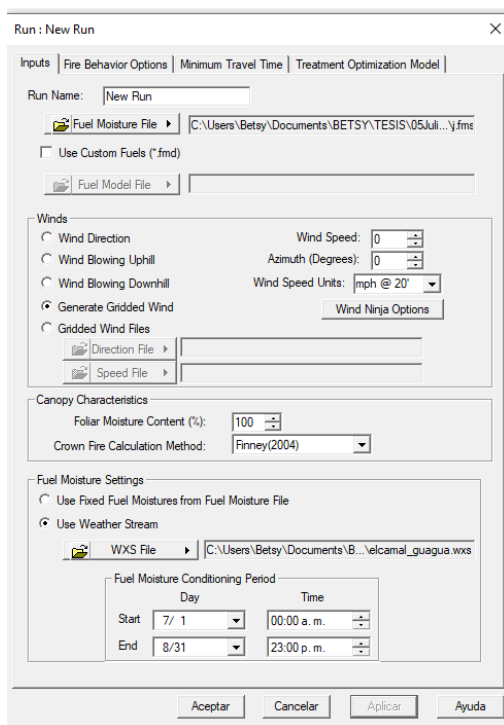 Run : New Run
Inputs Fire Behavior Options Minimum Travel Time Treatment Optimization Model
Run Name: New Run
Fuel Moisture File C:\Users\Betsy\Documents\BETSY\TESIS\05Juli...\j.fms
Use Custom Fuels (*.fmd)
Fuel Model File
Winds
Wind Direction Wind Speed: 0
Wind Blowing Uphill Azimuth (Degrees): 0
Wind Blowing Downhill Wind Speed Units: mph @ 20'
Generate Gridded Wind Wind Ninja Options
Gridded Wind Files
Direction File
Speed File
Canopy Characteristics
Foliar Moisture Content (%): 100
Crown Fire Calculation Method: Finney(2004)
Fuel Moisture Settings
Use Fixed Fuel Moistures from Fuel Moisture File
Use Weather Stream
WXS File C:\Users\Betsy\Documents\B...\elcamal_guagua.wxs
Fuel Moisture Conditioning Period
Day Time
Start 7/ 1 00:00 a. m.
End 8/31 23:00 p. m.
Aceptar Cancelar Aplicar Ayuda